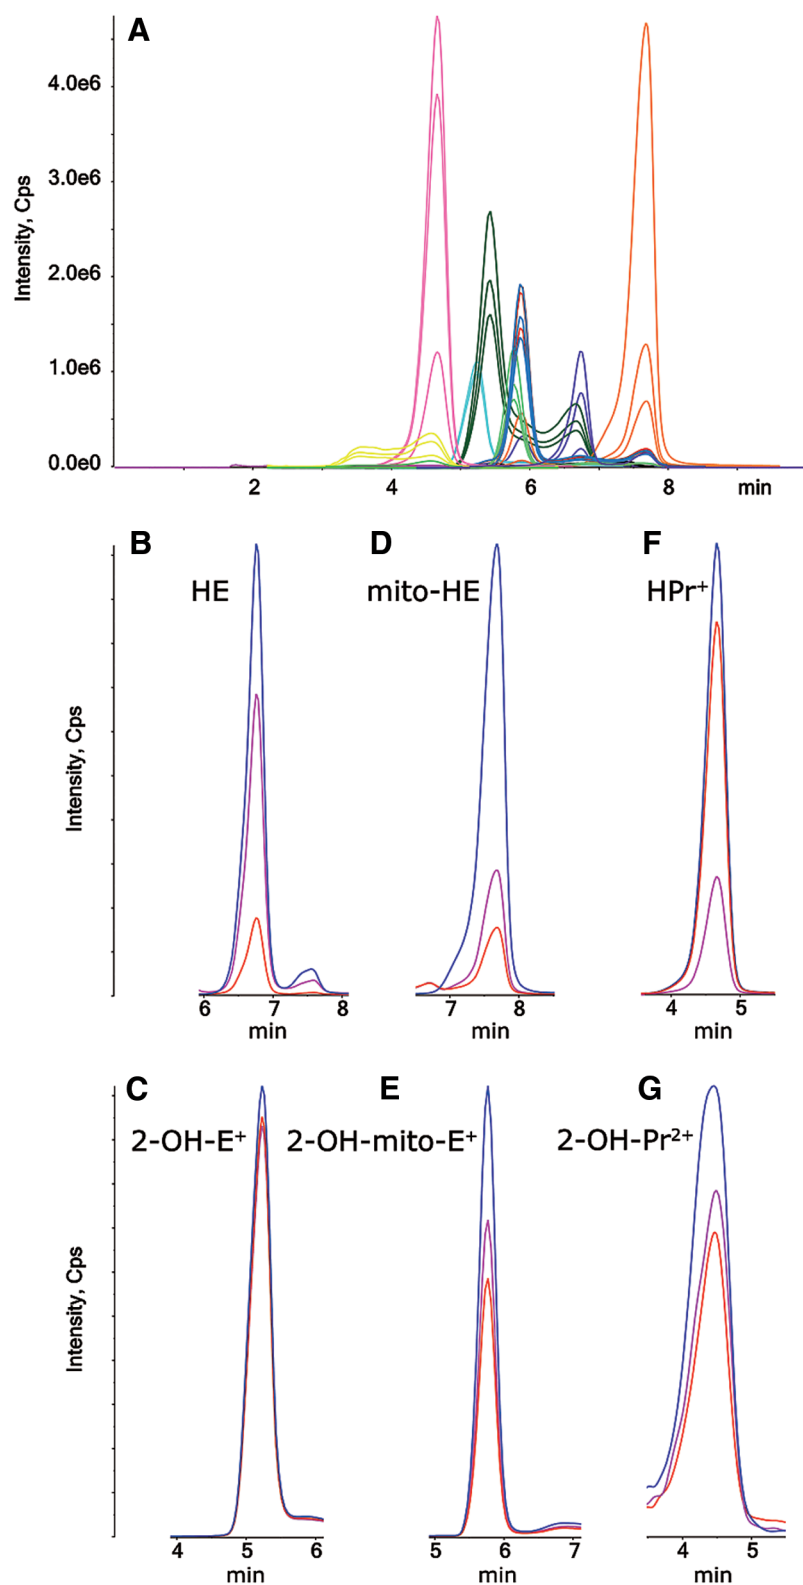 A
Intensity, Cps
4.0e6
3.0e6
2.0e6
1.0e6
0.0e0
2 4 6 8 min
B D F
HE mito-HE HPr+
Intensity, Cps
6 7 8 7 8 4 5
min min min
C E G
2-OH-E+ 2-OH-mito-E+ 2-OH-Pr2+
Intensity, Cps
4 5 6 5 6 7 4 5
min min min